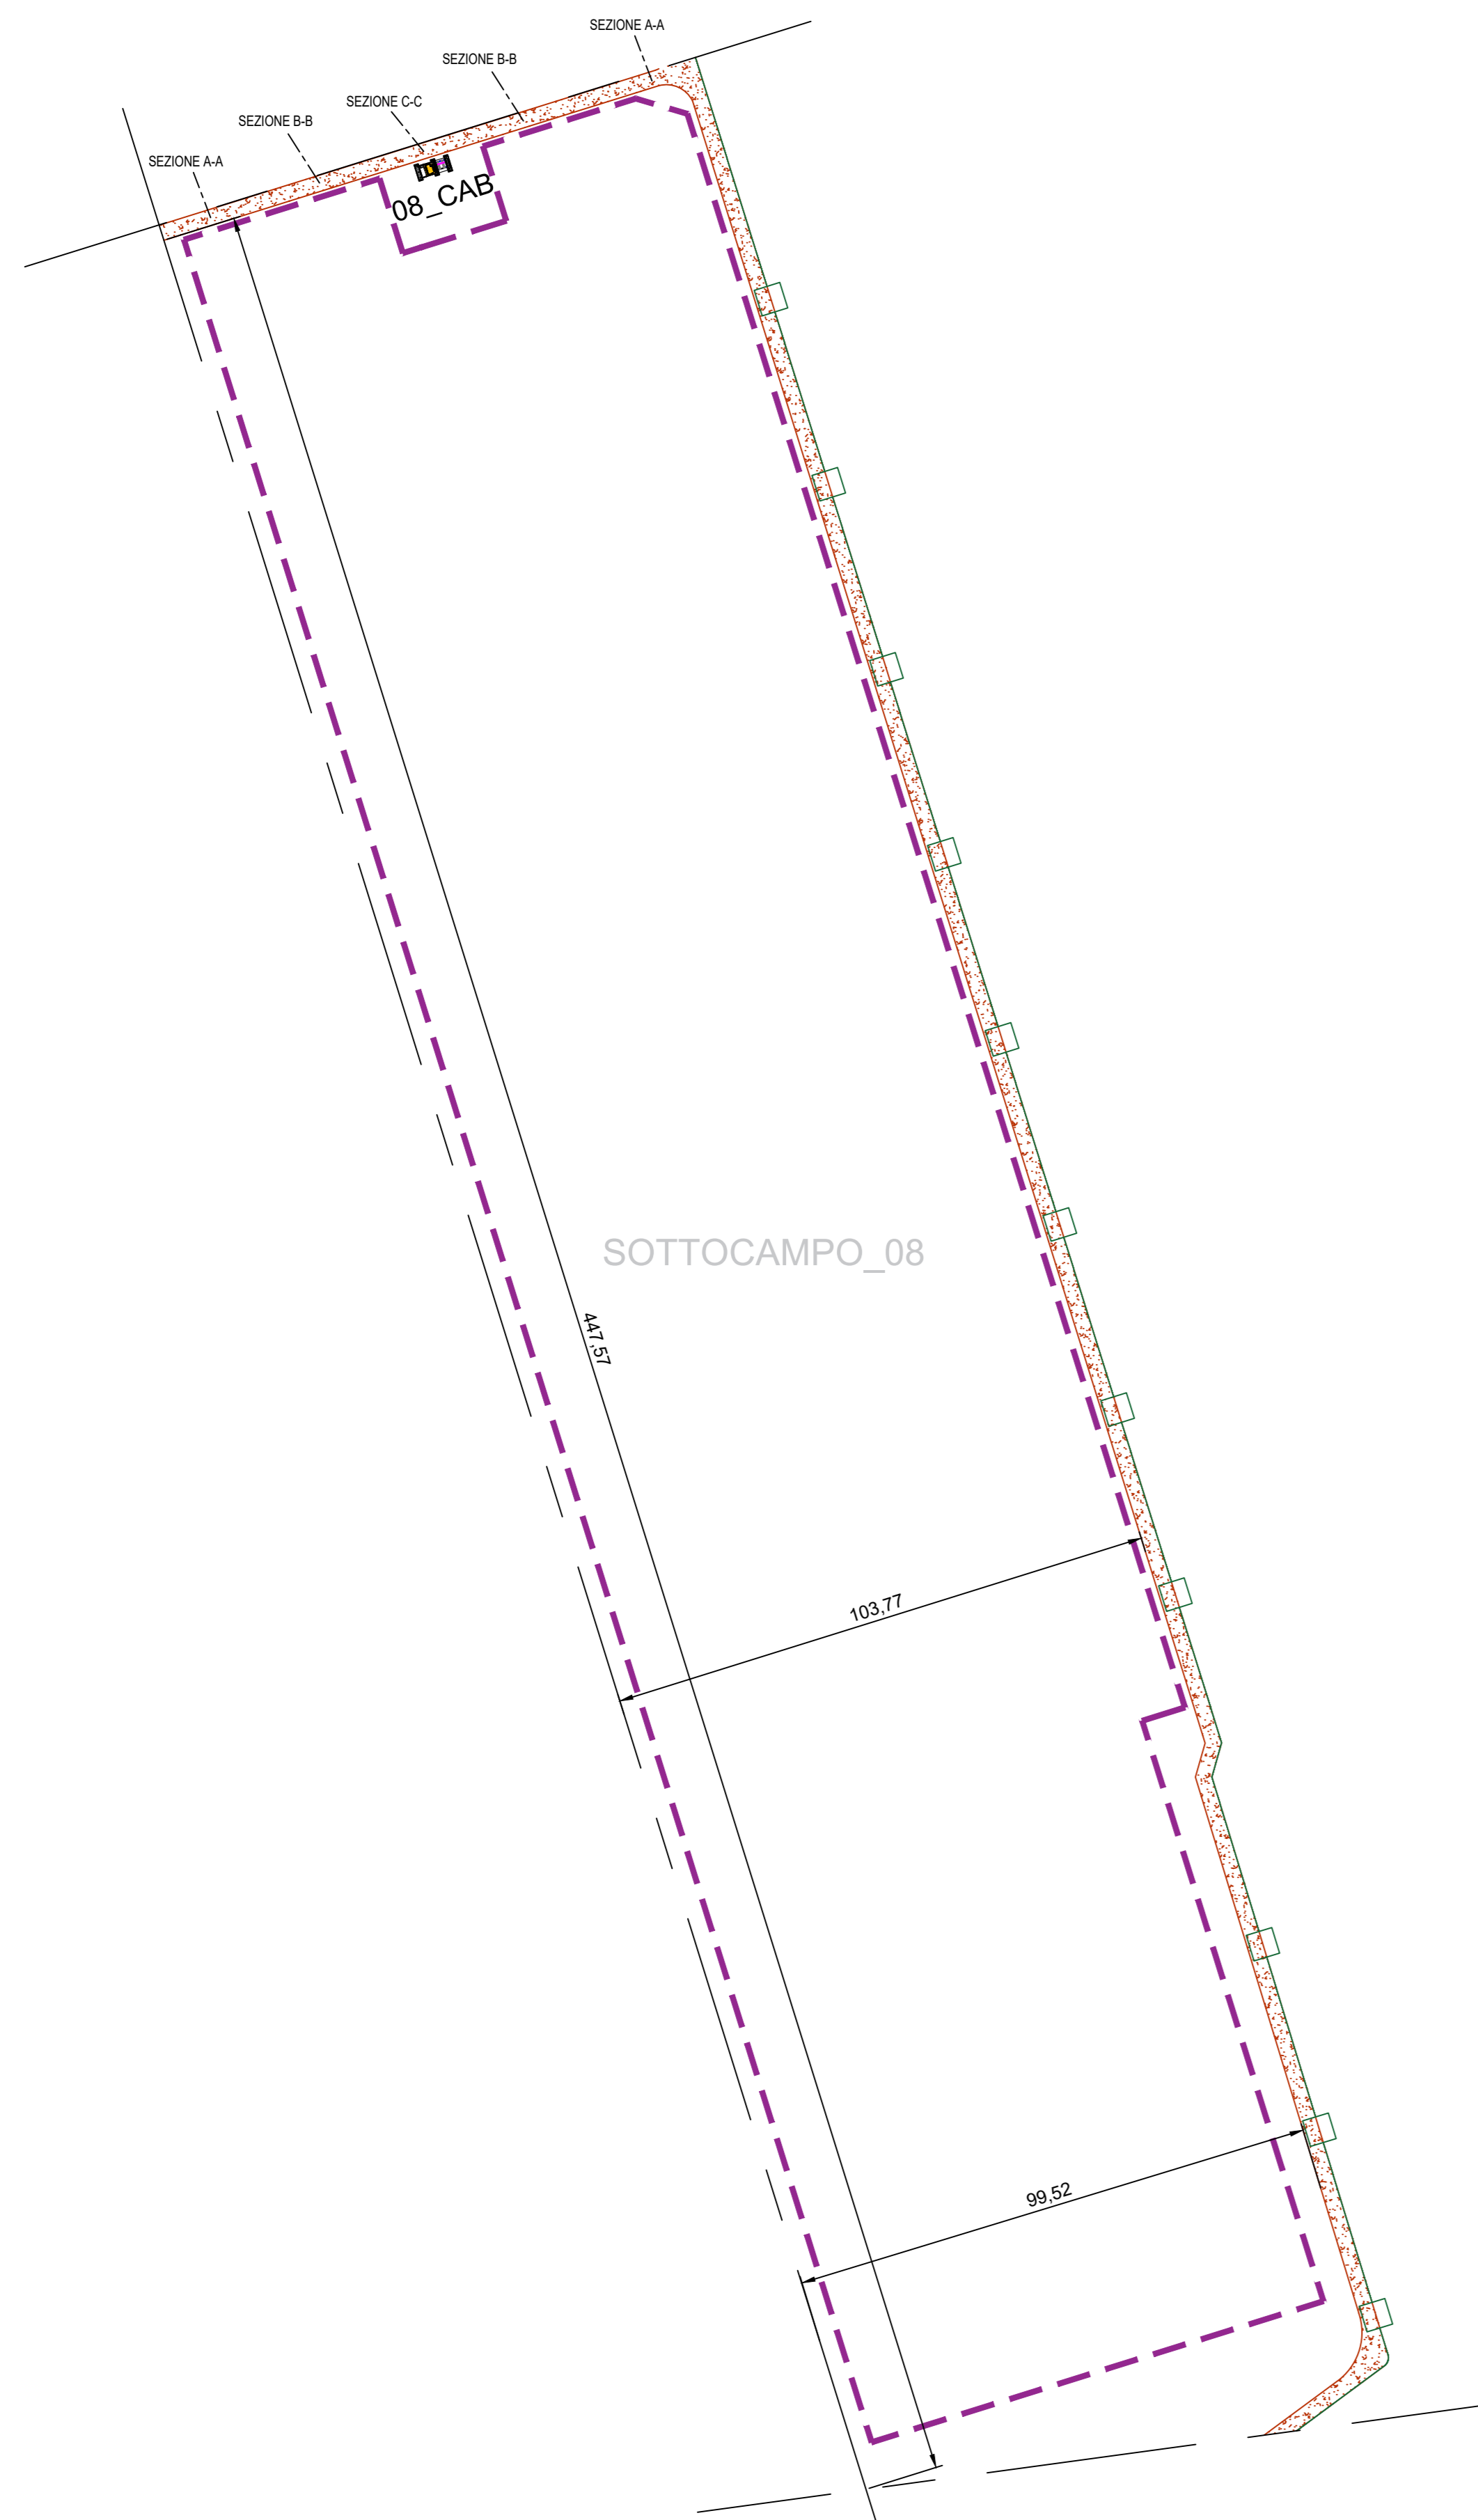 SEZIONE A-A
SEZIONE B-B
SEZIONE C-C
SEZIONE B-B
SEZIONE A-A
08_CAB
SOTTOCAMPO_08
447,57
103,77
99,52